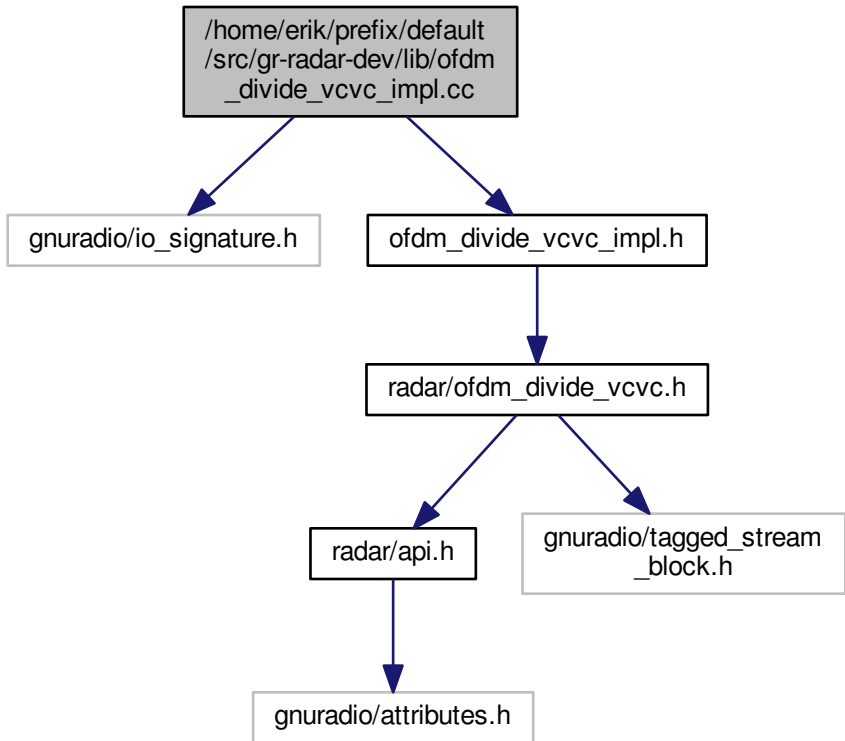 /home/erik/prefix/default
/src/gr-radar-dev/lib/ofdm
_divide_vcvc_impl.cc
gnuradio/io_signature.h
ofdm_divide_vcvc_impl.h
radar/ofdm_divide_vcvc.h
radar/api.h
gnuradio/tagged_stream
_block.h
gnuradio/attributes.h